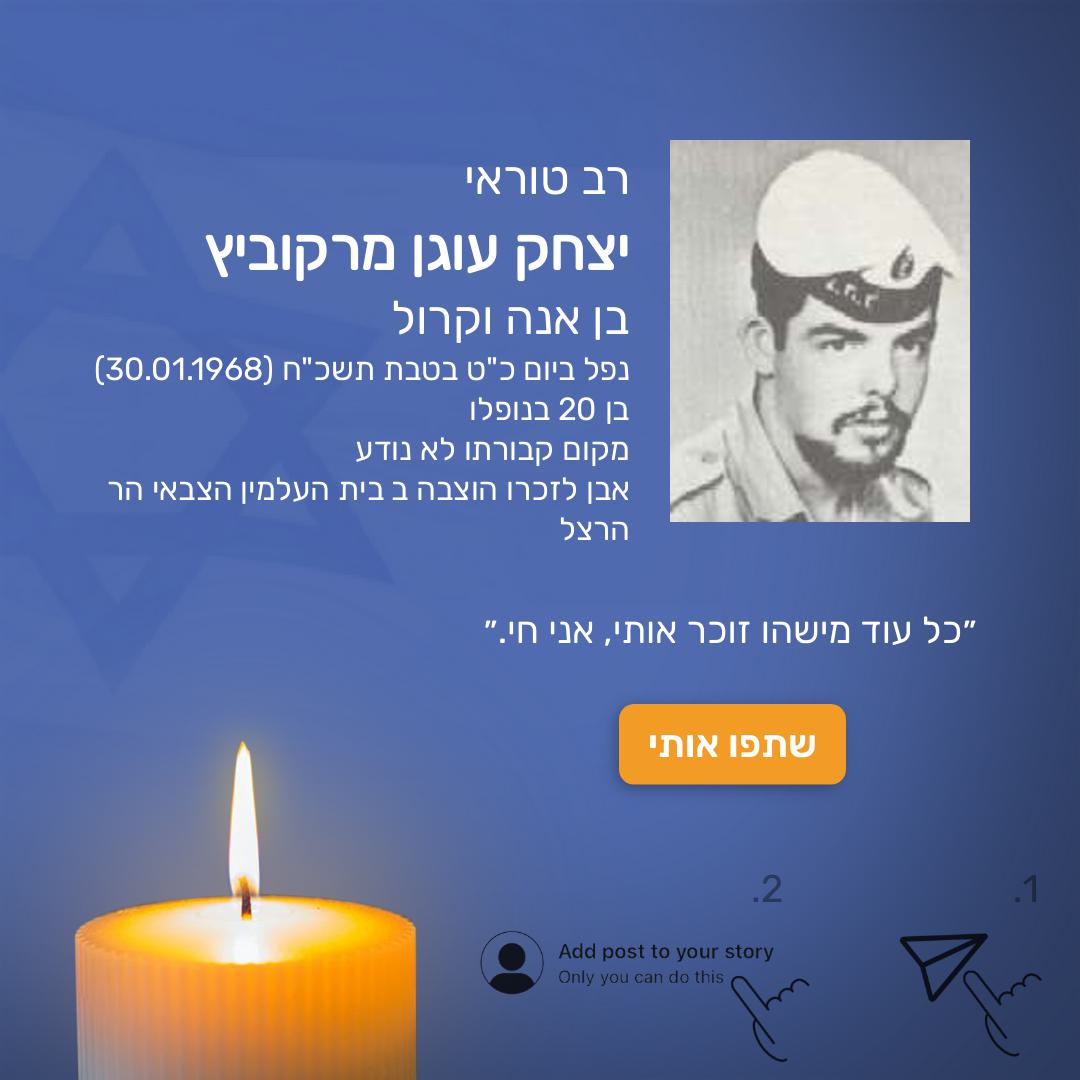 רב טוראי
יצחק עוגן מרקוביץ
בן אנה וקרול
נפל ביום כ"ט בטבת תשכ"ח (30.01.1968)
בן 20 בנופלו
מקום קבורתו לא נודע
אבן לזכרו הוצבה ב בית העלמין הצבאי הר
הרצל
״כל עוד מישהו זוכר אותי, אני חי.״
שתפו אותי
1.
2.
Add post to your story
Only you can do this